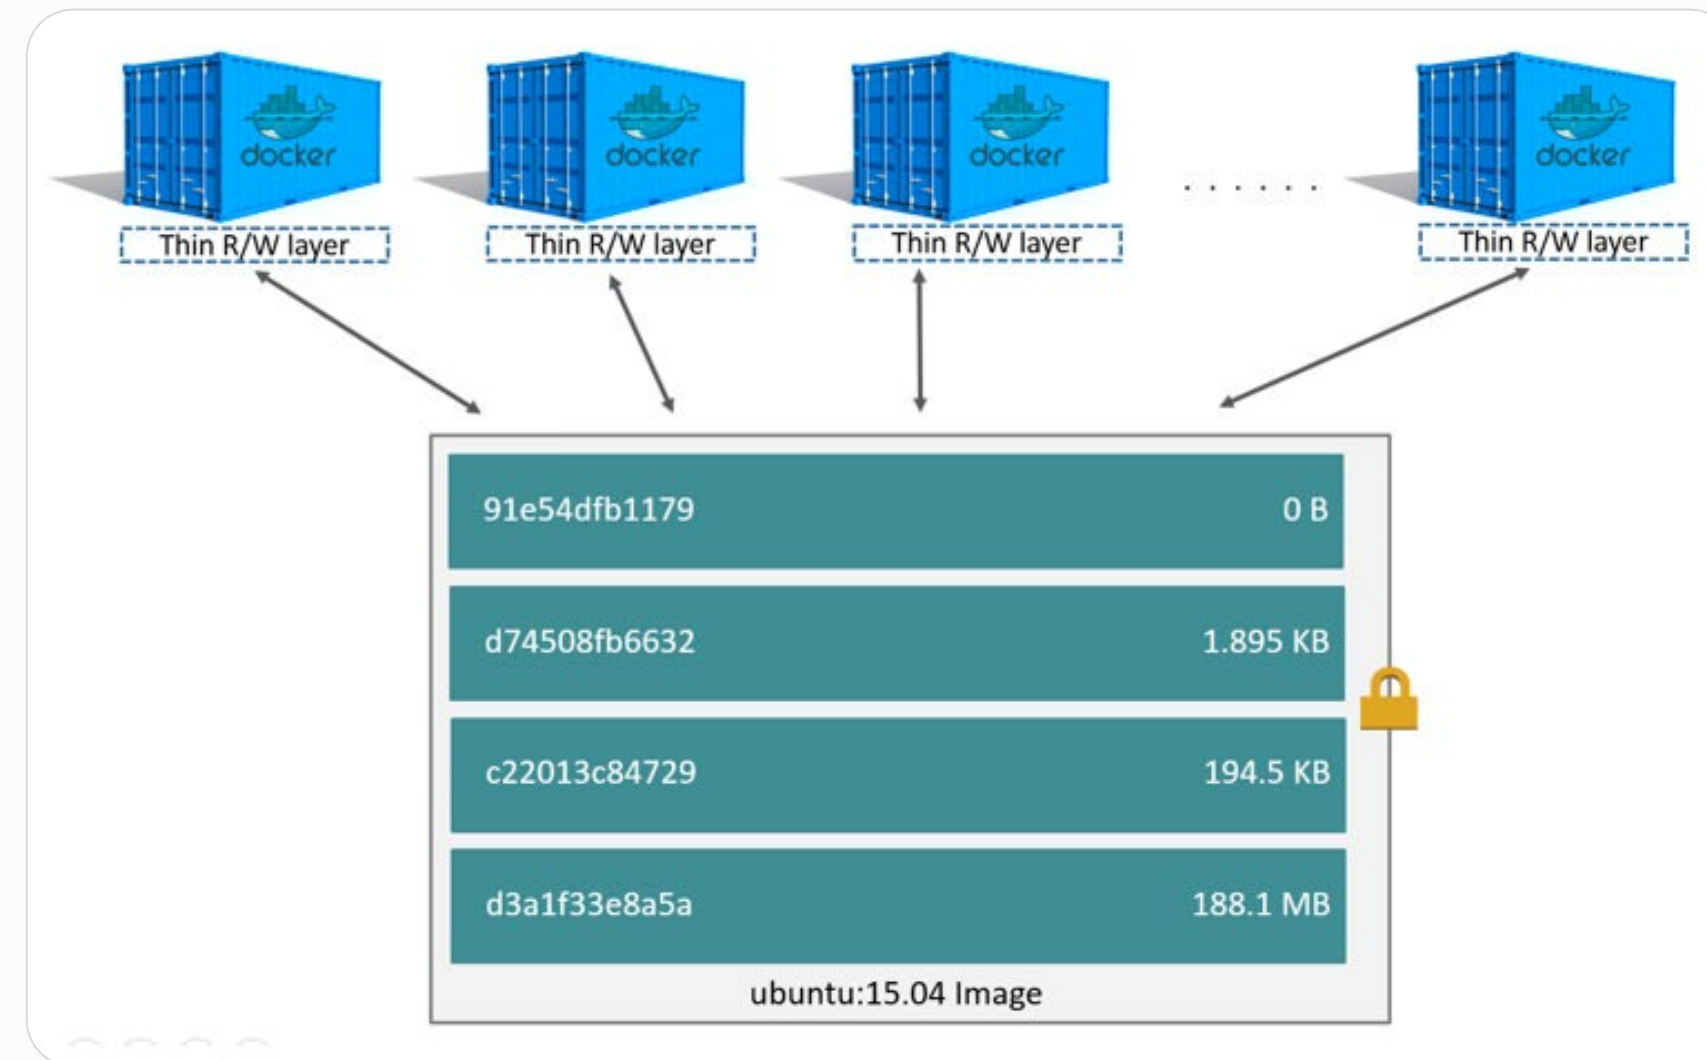 docker
docker
docker
docker
. . . . . .
Thin R/W layer
Thin R/W layer
Thin R/W layer
Thin R/W layer
91e54dfb1179 0 B
d74508fb6632 1.895 KB
c22013c84729 194.5 KB
d3a1f33e8a5a 188.1 MB
ubuntu:15.04 Image